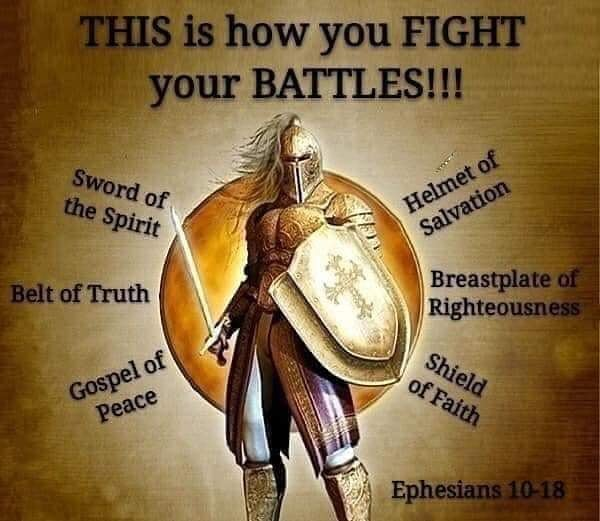 THIS is how you FIGHT
your BATTLES!!!
Sword of
the Spirit
Helmet of
Salvation
Belt of Truth
Breastplate of
Righteousness
Gospel of
Peace
Shield
of Faith
Ephesians 10-18